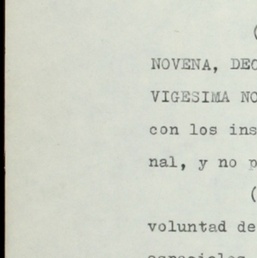 (
NOVENA, DEC
VIGESIMA NO
con los ins
nal, y no p
(
voluntad de